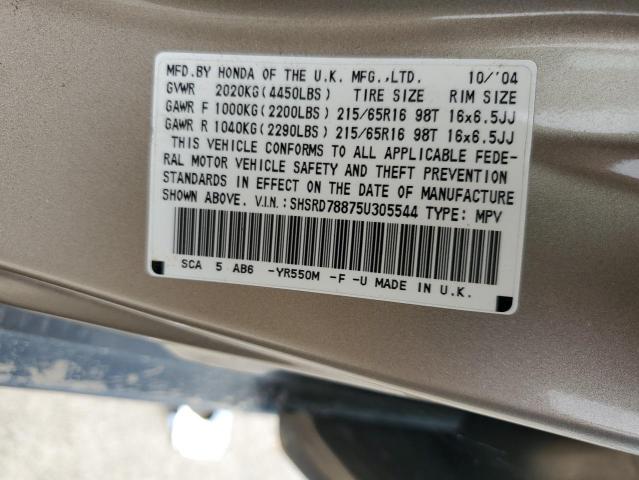 MFD.BY HONDA OF THE U.K. MFG.,LTD. 10/'04
GVWR 2020KG(4450LBS) TIRE SIZE RIM SIZE
GAWR F 1000KG(2200LBS) 215/65R16 98T 16x6.5JJ
GAWR R 1040KG(2290LBS) 215/65R16 98T 16x6.5JJ
THIS VEHICLE CONFORMS TO ALL APPLICABLE FEDE-
RAL MOTOR VEHICLE SAFETY AND THEFT PREVENTION
STANDARDS IN EFFECT ON THE DATE OF MANUFACTURE
SHOWN ABOVE. V.I.N.:SHSRD78875U305544 TYPE: MPV
SCA 5 AB6 -YR550M -F -U MADE IN U.K.